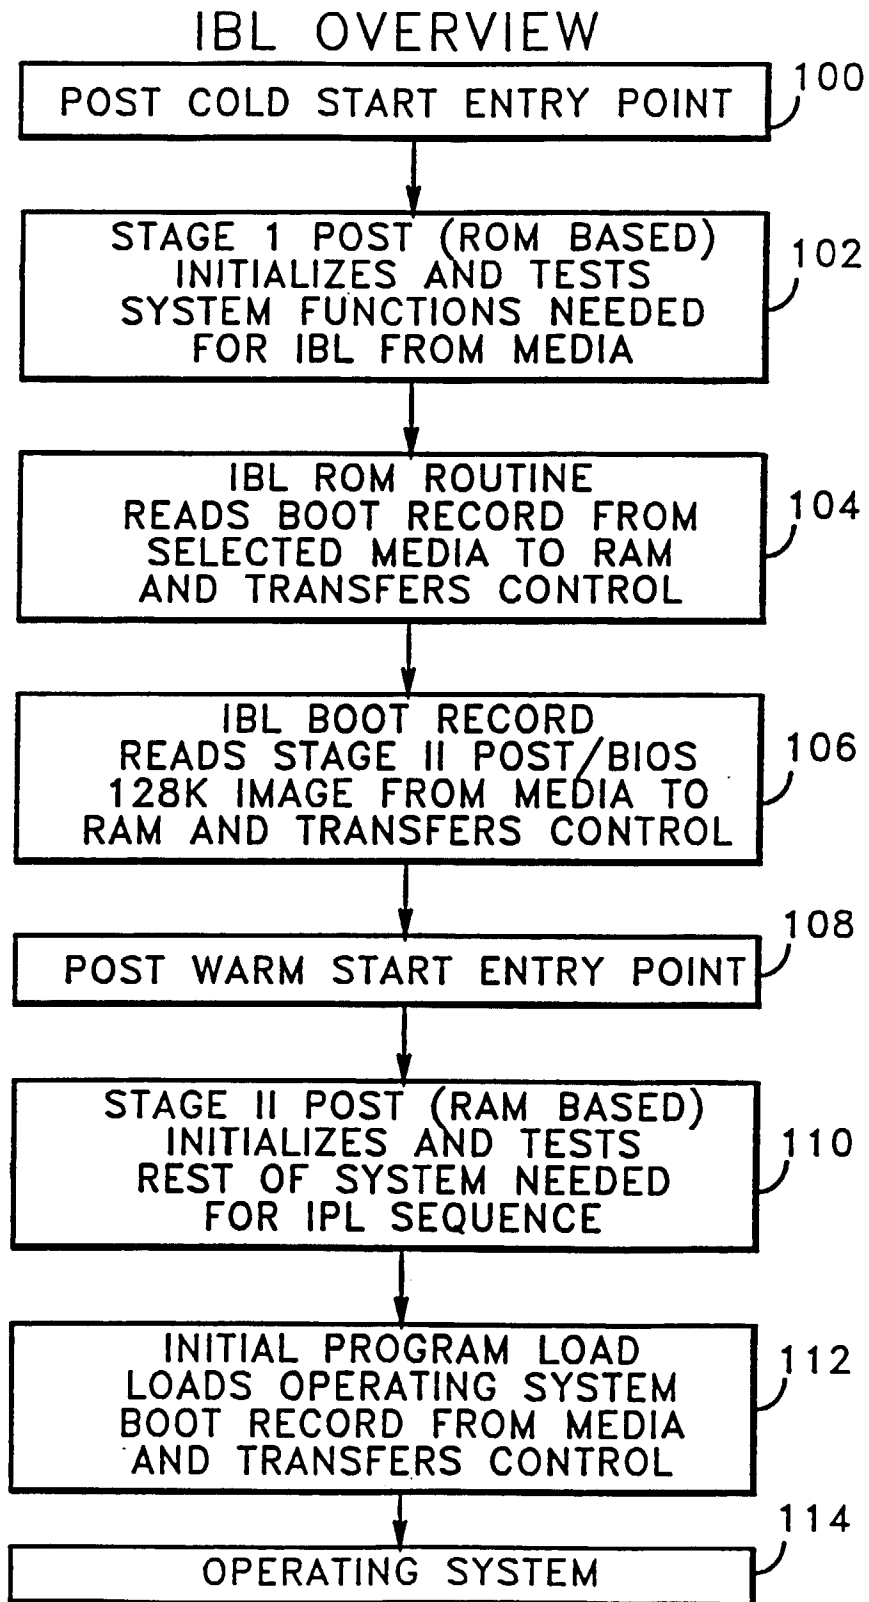 IBL OVERVIEW
POST COLD START ENTRY POINT
100
STAGE 1 POST (ROM BASED)
INITIALIZES AND TESTS
SYSTEM FUNCTIONS NEEDED
FOR IBL FROM MEDIA
102
IBL ROM ROUTINE
READS BOOT RECORD FROM
SELECTED MEDIA TO RAM
AND TRANSFERS CONTROL
104
IBL BOOT RECORD
READS STAGE II POST/BIOS
128K IMAGE FROM MEDIA TO
RAM AND TRANSFERS CONTROL
106
POST WARM START ENTRY POINT
108
STAGE II POST (RAM BASED)
INITIALIZES AND TESTS
REST OF SYSTEM NEEDED
FOR IPL SEQUENCE
110
INITIAL PROGRAM LOAD
LOADS OPERATING SYSTEM
BOOT RECORD FROM MEDIA
AND TRANSFERS CONTROL
112
OPERATING SYSTEM
114